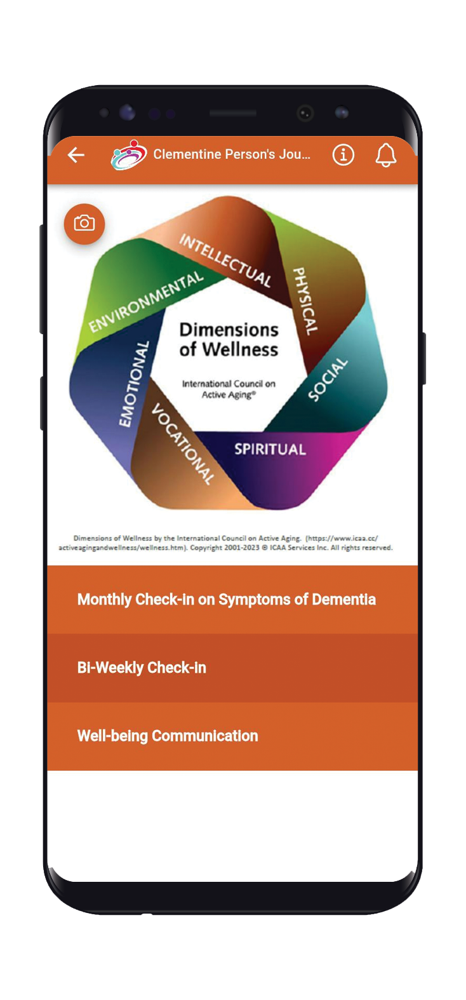 Clementine Person's Jou...
INTELLECTUAL
PHYSICAL
ENVIRONMENTAL
Dimensions
of Wellness
International Council on
Active Aging®
SOCIAL
EMOTIONAL
VOCATIONAL
SPIRITUAL
Dimensions of Wellness by the International Council on Active Aging. (https://www.icaa.cc/
activeagingandwellness/wellness.htm). Copyright 2001-2023 © ICAA Services Inc. All rights reserved.
Monthly Check-in on Symptoms of Dementia
Bi-Weekly Check-in
Well-being Communication